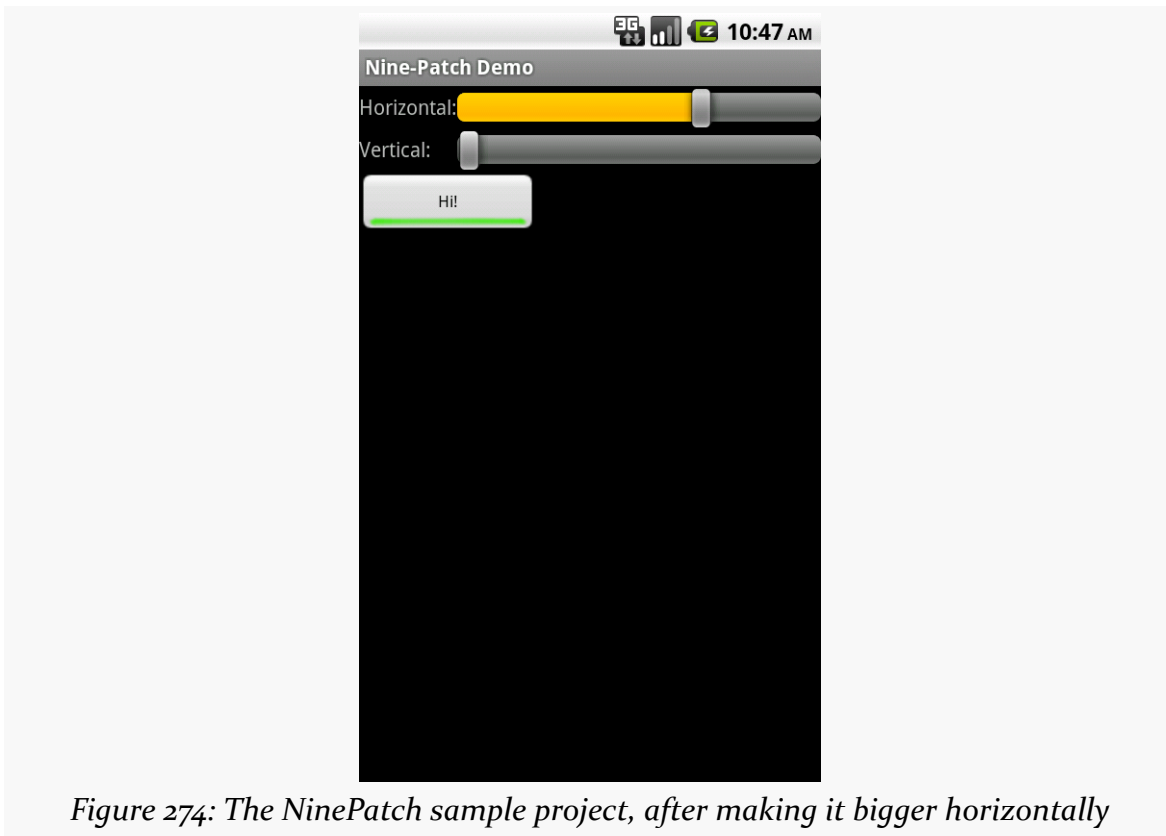 3G 10:47 AM
Nine-Patch Demo
Horizontal:
Vertical:
Hi!
Figure 274: The NinePatch sample project, after making it bigger horizontally